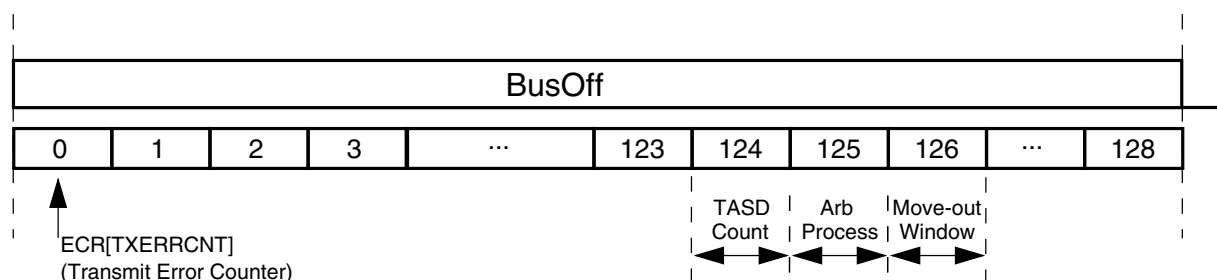 BusOff
0 1 2 3 ... 123 124 125 126 ... 128
TASD Count
Arb Process
Move-out Window
ECR[TXERRCNT]
(Transmit Error Counter)